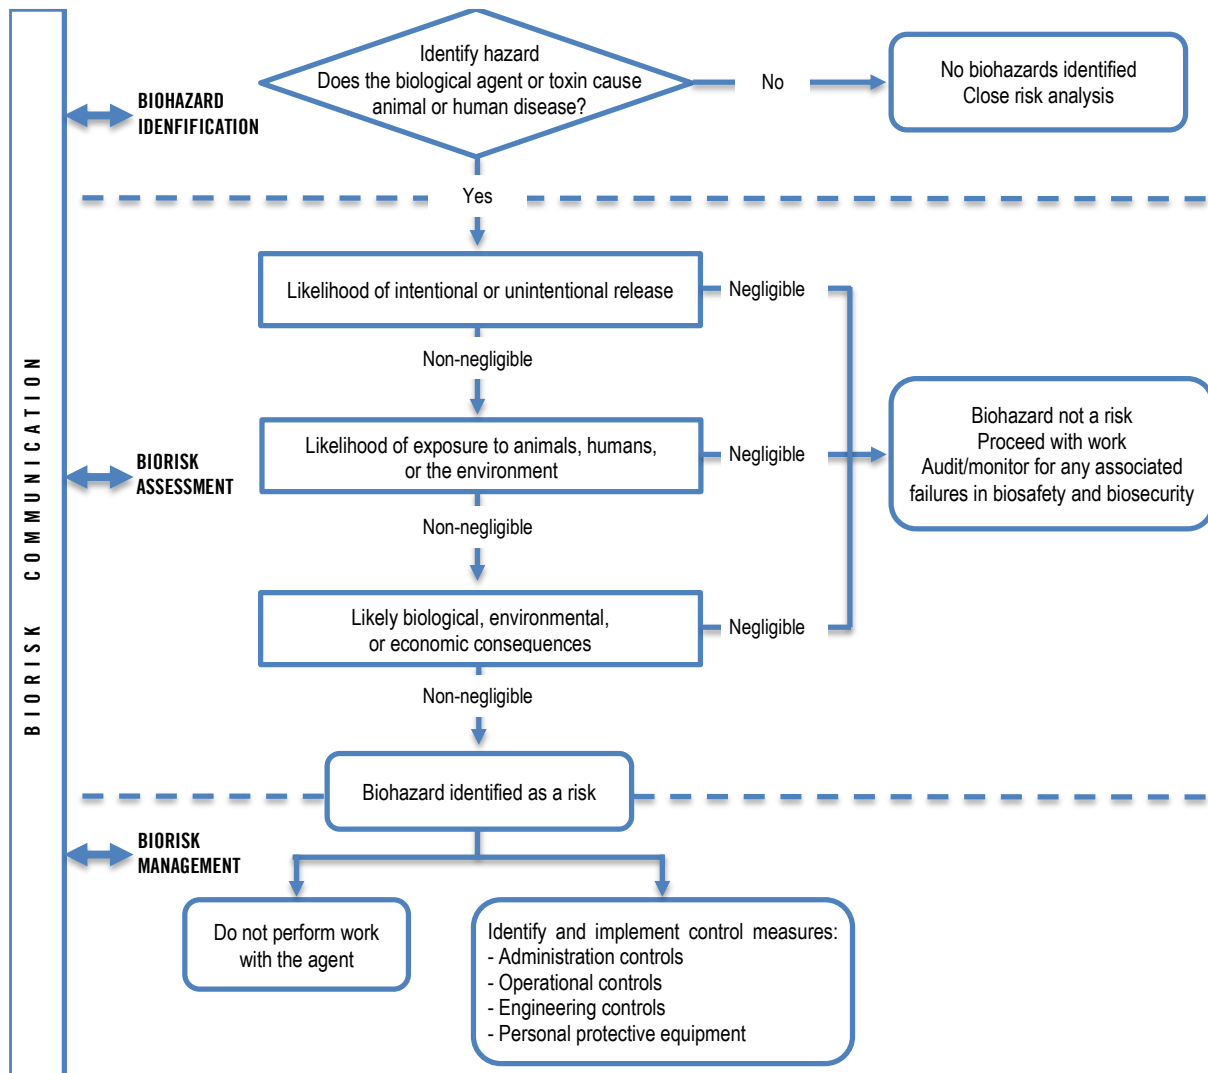 Identify hazard
Does the biological agent or toxin cause
animal or human disease?
No
No biohazards identified
Close risk analysis
BIOHAZARD
IDENFIFICATION
Yes
Likelihood of intentional or unintentional release
Negligible
Non-negligible
BIORISK COMMUNICATION
Likelihood of exposure to animals, humans,
or the environment
Negligible
Biohazard not a risk
Proceed with work
Audit/monitor for any associated
failures in biosafety and biosecurity
BIORISK
ASSESSMENT
Non-negligible
Likely biological, environmental,
or economic consequences
Negligible
Non-negligible
Biohazard identified as a risk
BIORISK
MANAGEMENT
Do not perform work
with the agent
Identify and implement control measures:
- Administration controls
- Operational controls
- Engineering controls
- Personal protective equipment